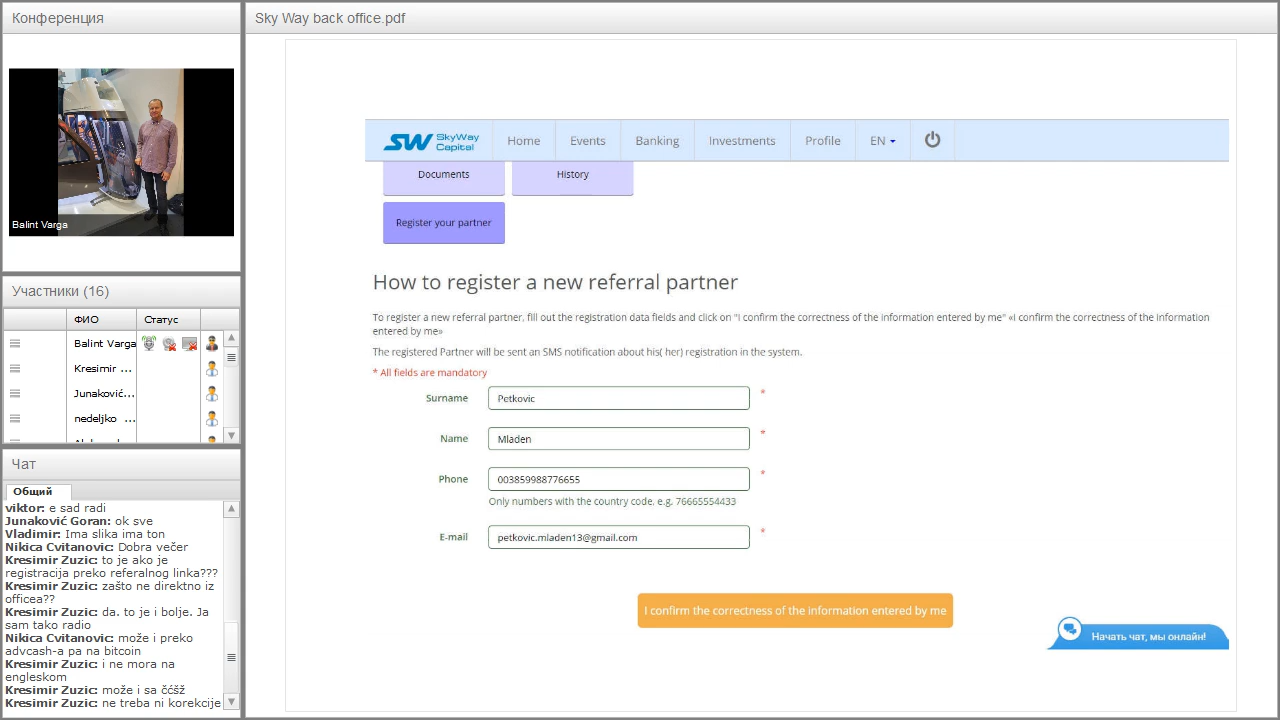 Конференция
Balint Varga
Участники (16)
ФИО Статус
Balint Varga
Kresimir ...
Junaković...
nedeljko ...
Чат
Общий
viktor: e sad radi
Junaković Goran: ok sve
Vladimir: Ima slika ima ton
Nikica Cvitanovic: Dobra večer
Kresimir Zuzic: to je ako je
registracija preko referalnog linka???
Kresimir Zuzic: zašto ne direktno iz
officea??
Kresimir Zuzic: da. to je i bolje. Ja
sam tako radio
Nikica Cvitanovic: može i preko
advcash-a pa na bitcoin
Kresimir Zuzic: i ne mora na
engleskom
Kresimir Zuzic: može i sa čćšž
Kresimir Zuzic: ne treba ni korekcije
Sky Way back office.pdf
SW SkyWay
Capital
Home Events Banking Investments Profile EN
Documents History
Register your partner
How to register a new referral partner
To register a new referral partner, fill out the registration data fields and click on "I confirm the correctness of the information entered by me" «I confirm the correctness of the information
entered by me»
The registered Partner will be sent an SMS notification about his( her) registration in the system.
* All fields are mandatory
Surname Petkovic *
Name Mladen *
Phone 003859988776655 *
Only numbers with the country code, e.g. 76665554433
E-mail petkovic.mladen13@gmail.com *
I confirm the correctness of the information entered by me
Начать чат, мы онлайн!